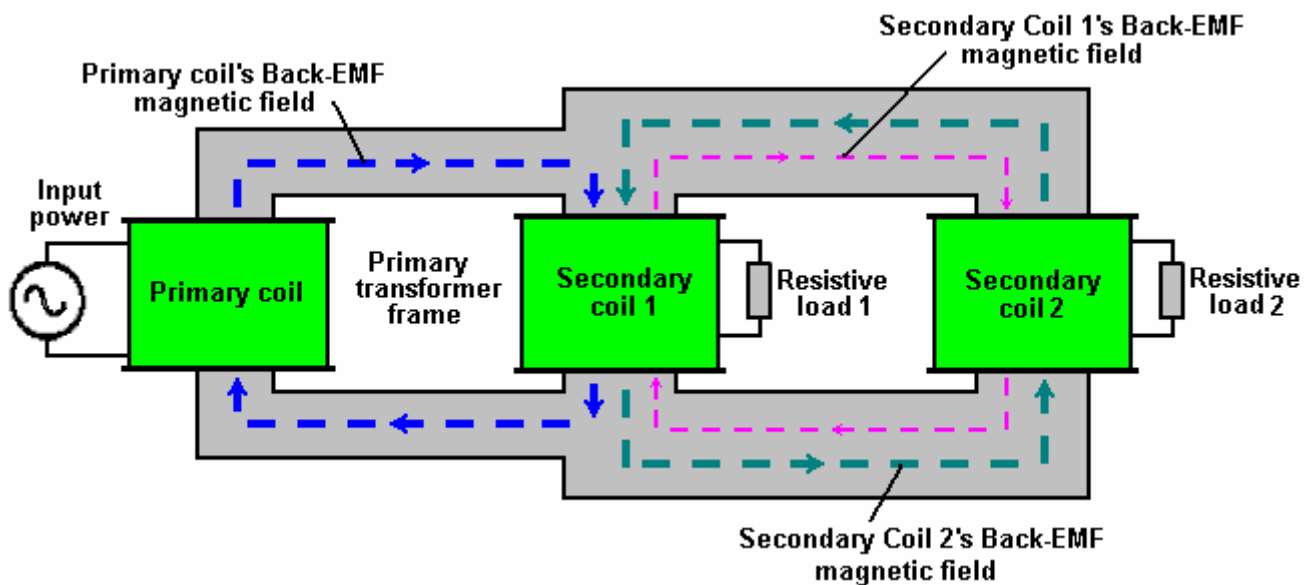 Secondary Coil 1's Back-EMF
magnetic field
Primary coil's Back-EMF
magnetic field
Input
power
Primary coil
Primary
transformer
frame
Secondary
coil 1
Resistive
load 1
Secondary
coil 2
Resistive
load 2
Secondary Coil 2's Back-EMF
magnetic field